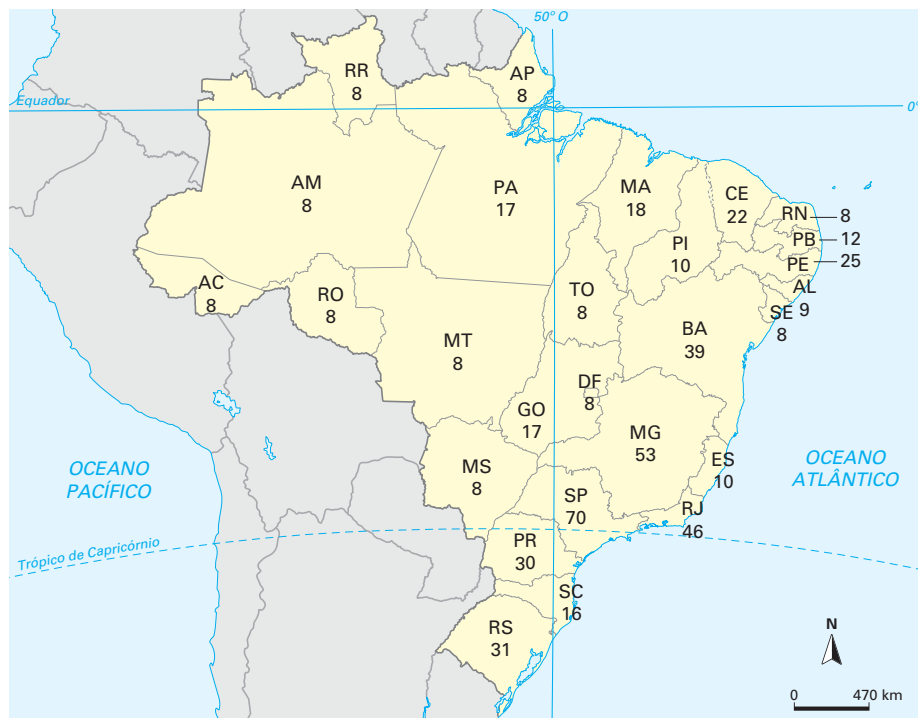 50º O
RR
8
AP
8
Equador
0º
AM
8
PA
17
MA
18
CE
22
RN
8
PB
12
PE
25
PI
10
AL
9
SE
8
AC
8
RO
8
TO
8
BA
39
MT
8
DF
8
GO
17
MG
53
ES
10
MS
8
SP
70
RJ
46
OCEANO
PACÍFICO
OCEANO
ATLÂNTICO
Trópico de Capricórnio
PR
30
SC
16
RS
31
N
0
470 km